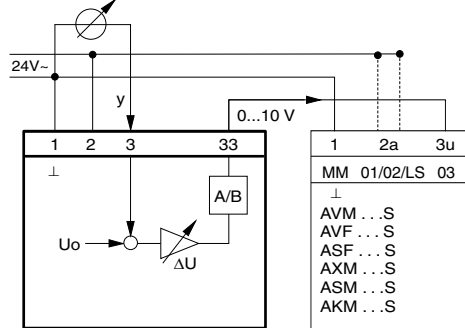 24V~
y
0...10 V
1 2 3 33
1 2a 3u
MM 01/02/LS 03
⊥
⊥
A/B
AVM . . .S
AVF . . .S
Uo
ASF . . .S
ΔU
AXM . . .S
ASM . . .S
AKM . . .S